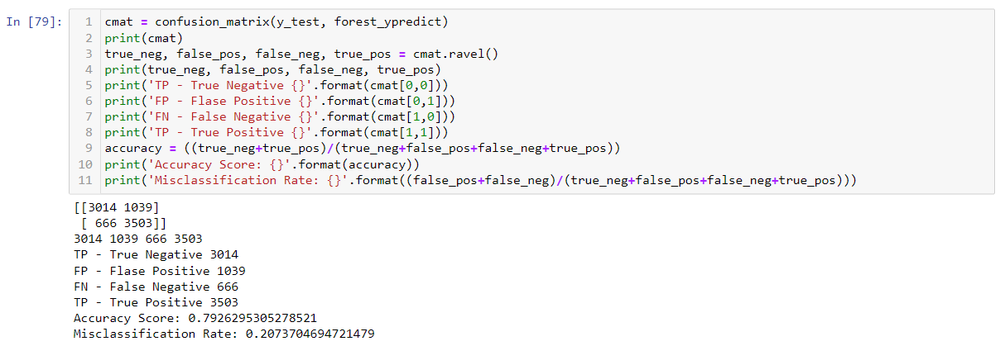 In [79]:
1 cmat = confusion_matrix(y_test, forest_ypredict)
2 print(cmat)
3 true_neg, false_pos, false_neg, true_pos = cmat.ravel()
4 print(true_neg, false_pos, false_neg, true_pos)
5 print('TP - True Negative {}'.format(cmat[0,0]))
6 print('FP - Flase Positive {}'.format(cmat[0,1]))
7 print('FN - False Negative {}'.format(cmat[1,0]))
8 print('TP - True Positive {}'.format(cmat[1,1]))
9 accuracy = ((true_neg+true_pos)/(true_neg+false_pos+false_neg+true_pos))
10 print('Accuracy Score: {}'.format(accuracy))
11 print('Misclassification Rate: {}'.format((false_pos+false_neg)/(true_neg+false_pos+false_neg+true_pos)))
[[3014 1039]
[ 666 3503]]
3014 1039 666 3503
TP - True Negative 3014
FP - Flase Positive 1039
FN - False Negative 666
TP - True Positive 3503
Accuracy Score: 0.7926295305278521
Misclassification Rate: 0.2073704694721479